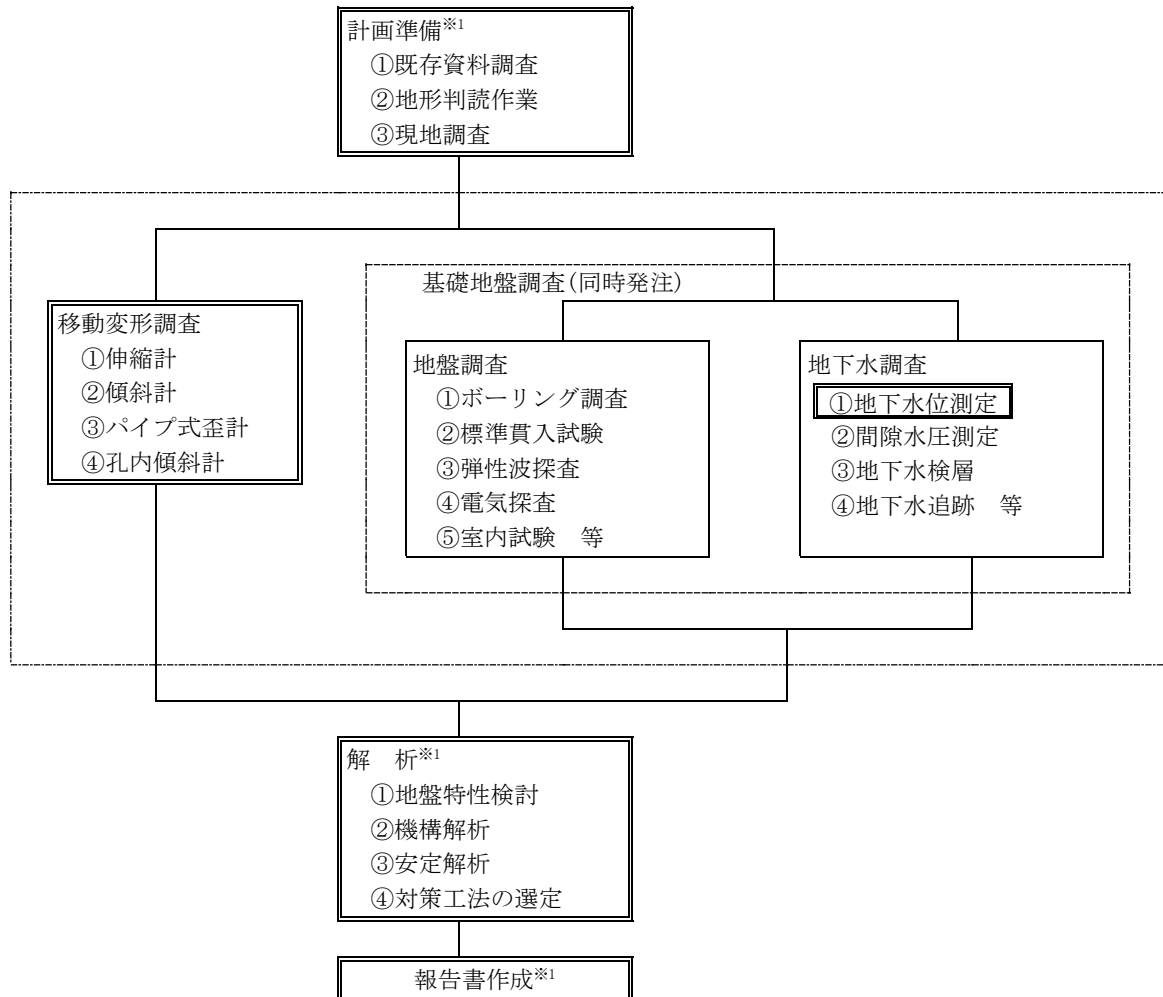 計画準備※1
①既存資料調査
②地形判読作業
③現地調査
基礎地盤調査(同時発注)
移動変形調査
①伸縮計
②傾斜計
③パイプ式歪計
④孔内傾斜計
地盤調査
①ボーリング調査
②標準貫入試験
③弾性波探査
④電気探査
⑤室内試験　等
地下水調査
①地下水位測定
②間隙水圧測定
③地下水検層
④地下水追跡　等
解　析※1
①地盤特性検討
②機構解析
③安定解析
④対策工法の選定
報告書作成※1